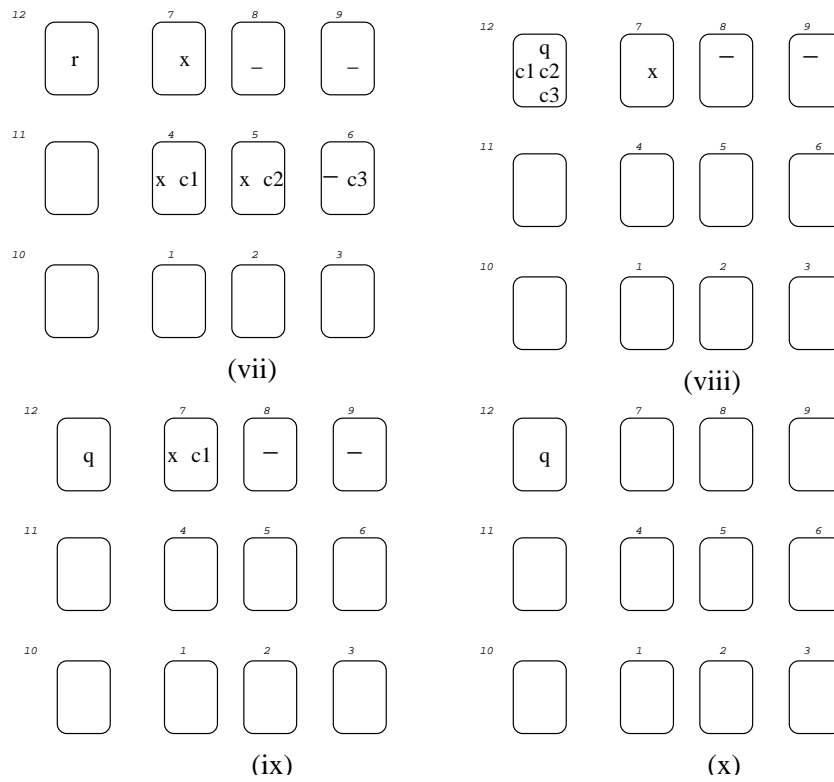 12 7 8 9
r x _ _
11 4 5 6
x c1 x c2 − c3
10 1 2 3
(vii)
12 7 8 9
q
c1 c2 x − −
c3
11 4 5 6
10 1 2 3
(viii)
12 7 8 9
q x c1 − −
11 4 5 6
10 1 2 3
(ix)
12 7 8 9
q
11 4 5 6
10 1 2 3
(x)